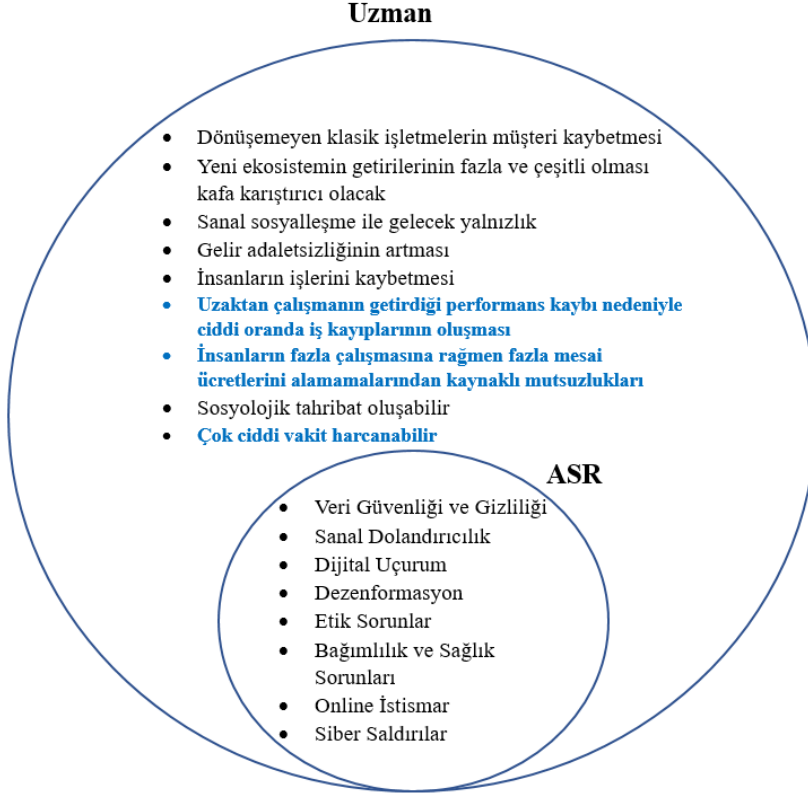 Uzman
• Dönüşemeyen klasik işletmelerin müşteri kaybetmesi
• Yeni ekosistemin getirilerinin fazla ve çeşitli olması
kafa karıştırıcı olacak
• Sanal sosyalleşme ile gelecek yalnızlık
• Gelir adaletsizliğinin artması
• İnsanların işlerini kaybetmesi
• Uzaktan çalışmanın getirdiği performans kaybı nedeniyle
ciddi oranda iş kayıplarının oluşması
• İnsanların fazla çalışmasına rağmen fazla mesai
ücretlerini alamamalarından kaynaklı mutsuzlukları
• Sosyolojik tahribat oluşabilir
• Çok ciddi vakit harcanabilir
ASR
• Veri Güvenliği ve Gizliliği
• Sanal Dolandırıcılık
• Dijital Uçurum
• Dezenformasyon
• Etik Sorunlar
• Bağımlılık ve Sağlık
Sorunları
• Online İstismar
• Siber Saldırılar